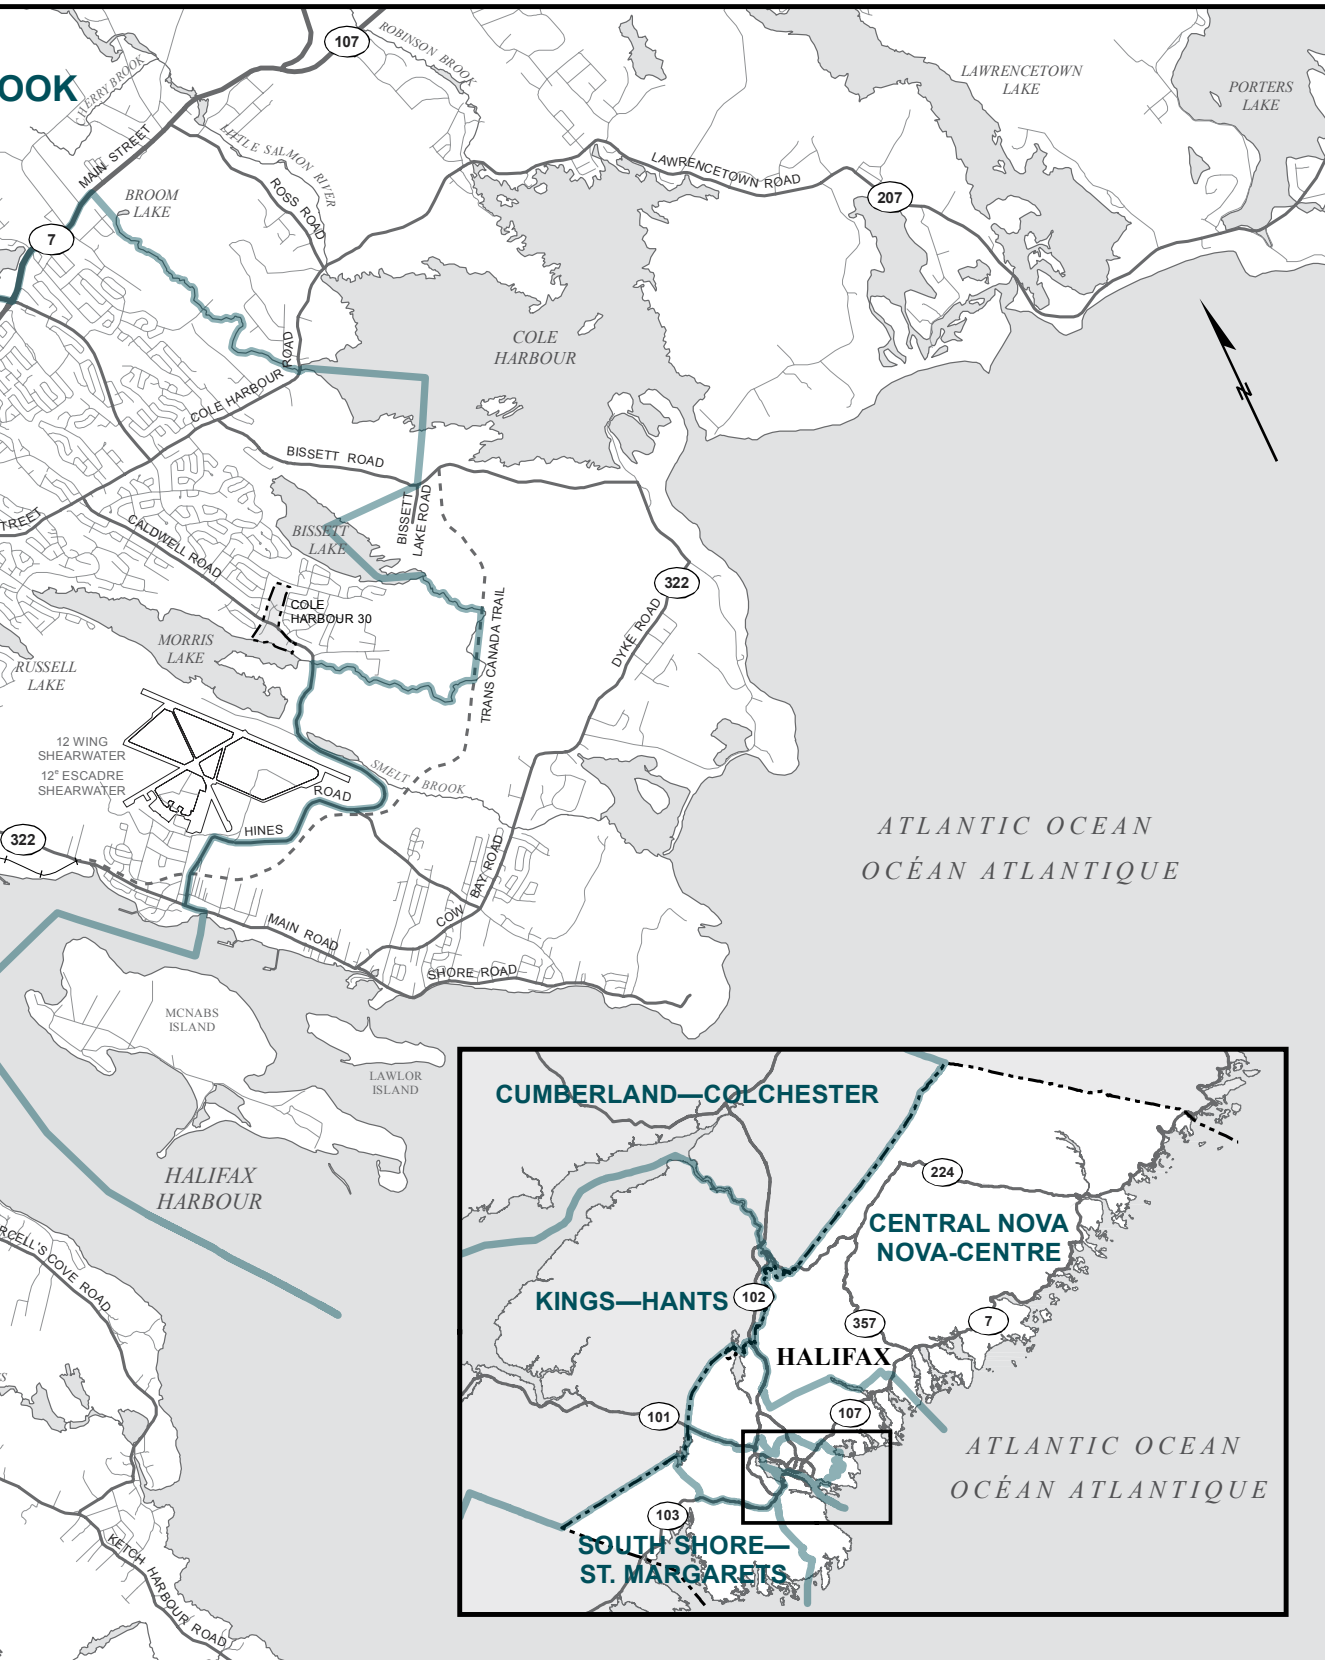 OOK
107
ROBINSON BROOK
MAIN STREET
LITTLE SALMON RIVER
ROSS ROAD
BROOM
LAKE
7
LAWRENCETOWN
LAKE
PORTERS
LAKE
LAWRENCETOWN ROAD
207
COLE
HARBOUR
COLE HARBOUR ROAD
BISSETT ROAD
BISSETT
LAKE ROAD
BISSETT
LAKE
TREET
CALDWELL ROAD
COLE
HARBOUR 30
MORRIS
LAKE
RUSSELL
LAKE
TRANS CANADA TRAIL
322
DYKE ROAD
12 WING
SHEARWATER
12e ESCADRE
SHEARWATER
SMELT BROOK
HINES ROAD
322
COW BAY ROAD
MAIN ROAD
SHORE ROAD
ATLANTIC OCEAN
OCÉAN ATLANTIQUE
N
MCNABS
ISLAND
LAWLOR
ISLAND
HALIFAX
HARBOUR
RCELL'S COVE ROAD
KETCH HARBOUR ROAD
CUMBERLAND—COLCHESTER
224
CENTRAL NOVA
NOVA-CENTRE
KINGS—HANTS
102
357
7
HALIFAX
101
107
103
SOUTH SHORE—
ST. MARGARETS
ATLANTIC OCEAN
OCÉAN ATLANTIQUE